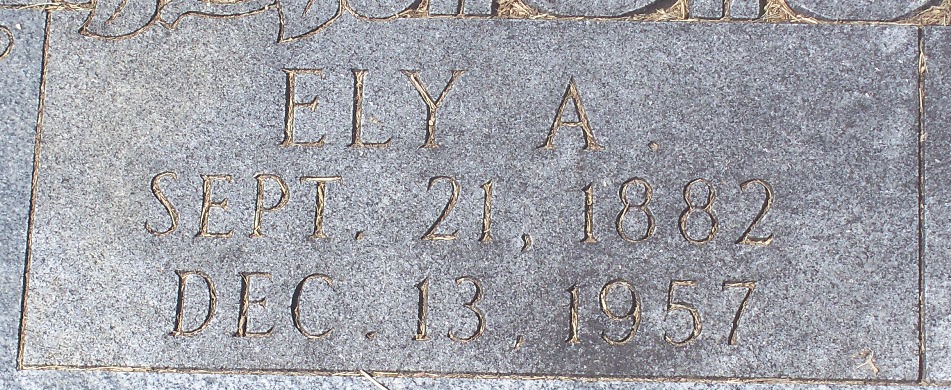 ELY A.
SEPT. 21, 1882
DEC. 13, 1957